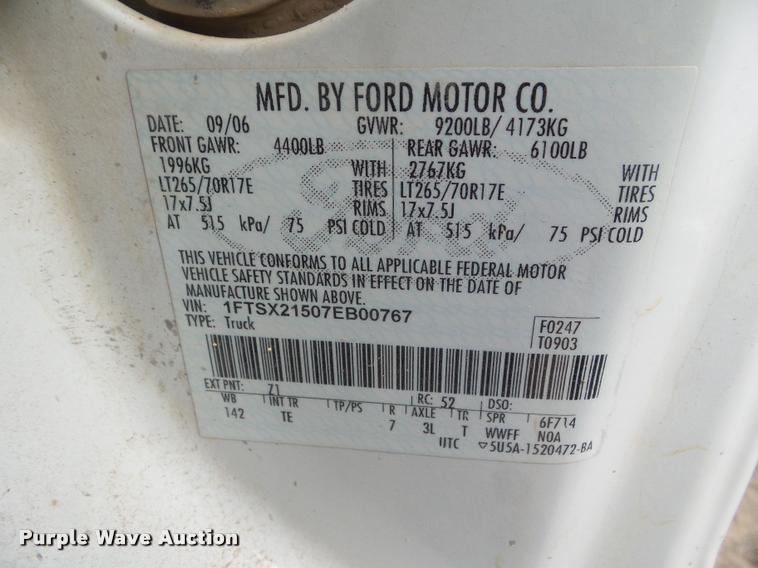 MFD. BY FORD MOTOR CO.
DATE: 09/06 GVWR: 9200LB/ 4173KG
FRONT GAWR: 4400LB REAR GAWR: 6100LB
1996KG WITH 2767KG WITH
LT265/70R17E TIRES LT265/70R17E TIRES
17x7.5J RIMS 17x7.5J RIMS
AT 515 kPa/ 75 PSI COLD AT 515 kPa/ 75 PSI COLD
THIS VEHICLE CONFORMS TO ALL APPLICABLE FEDERAL MOTOR
VEHICLE SAFETY STANDARDS IN EFFECT ON THE DATE OF
MANUFACTURE SHOWN ABOVE.
VIN: 1FTSX21507EB00767
TYPE: Truck
F0247
T0903
EXT PNT: Z1 RC: 52 DSO:
WB INT TR TP/PS R AXLE TR SPR 6F714
142 TE 7 3L T WWFF NOA
UTC ▽5U5A-1520472-BA
Purple Wave Auction